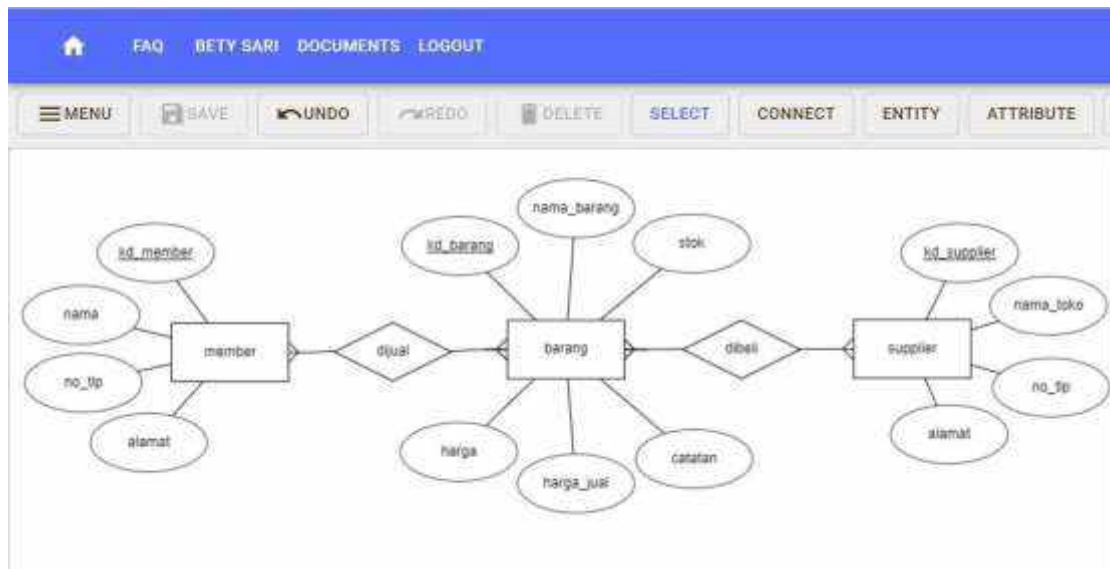 FAQ BETY SARI DOCUMENTS LOGOUT
MENU SAVE UNDO REDO DELETE SELECT CONNECT ENTITY ATTRIBUTE
nama_barang
kd_member kd_barang stok kd_supplier
nama nama_toko
member dijual barang dibeli supplier
no_tlp no_tlp
alamat harga catatan alamat
harga_jual